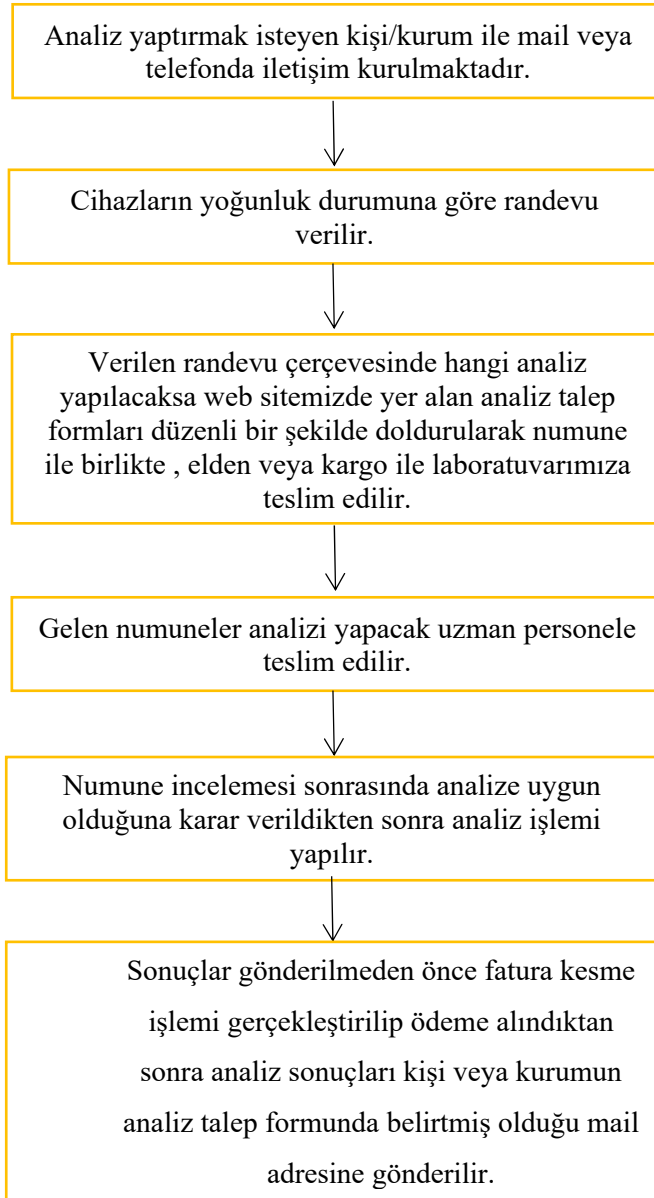 Analiz yaptırmak isteyen kişi/kurum ile mail veya
telefonda iletişim kurulmaktadır.
Cihazların yoğunluk durumuna göre randevu
verilir.
Verilen randevu çerçevesinde hangi analiz
yapılacaksa web sitemizde yer alan analiz talep
formları düzenli bir şekilde doldurularak numune
ile birlikte , elden veya kargo ile laboratuvarımıza
teslim edilir.
Gelen numuneler analizi yapacak uzman personele
teslim edilir.
Numune incelemesi sonrasında analize uygun
olduğuna karar verildikten sonra analiz işlemi
yapılır.
Sonuçlar gönderilmeden önce fatura kesme
işlemi gerçekleştirilip ödeme alındıktan
sonra analiz sonuçları kişi veya kurumun
analiz talep formunda belirtmiş olduğu mail
adresine gönderilir.